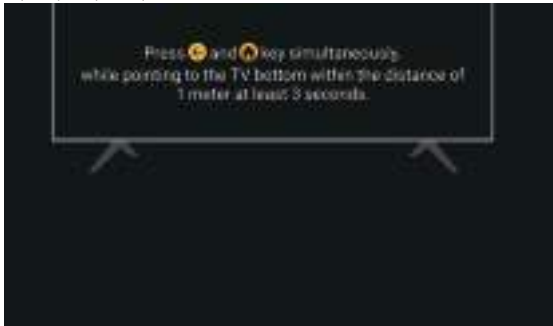 Press and key simultaneously,
while pointing to the TV bottom within the distance of
1 meter at least 3 seconds.